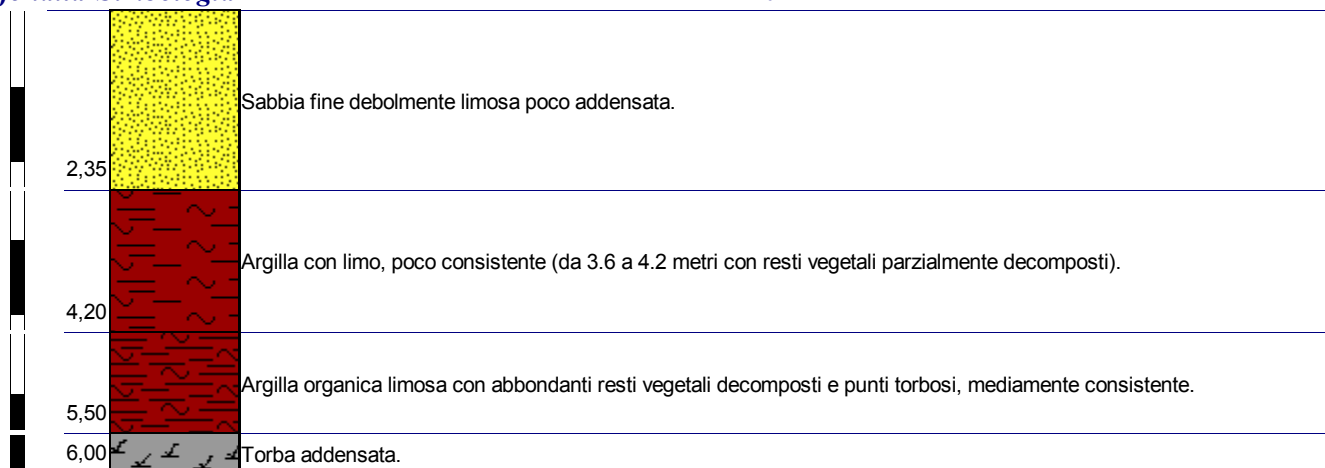 Sabbia fine debolmente limosa poco addensata.
2,35
Argilla con limo, poco consistente (da 3.6 a 4.2 metri con resti vegetali parzialmente decomposti).
4,20
Argilla organica limosa con abbondanti resti vegetali decomposti e punti torbosi, mediamente consistente.
5,50
6,00 Torba addensata.